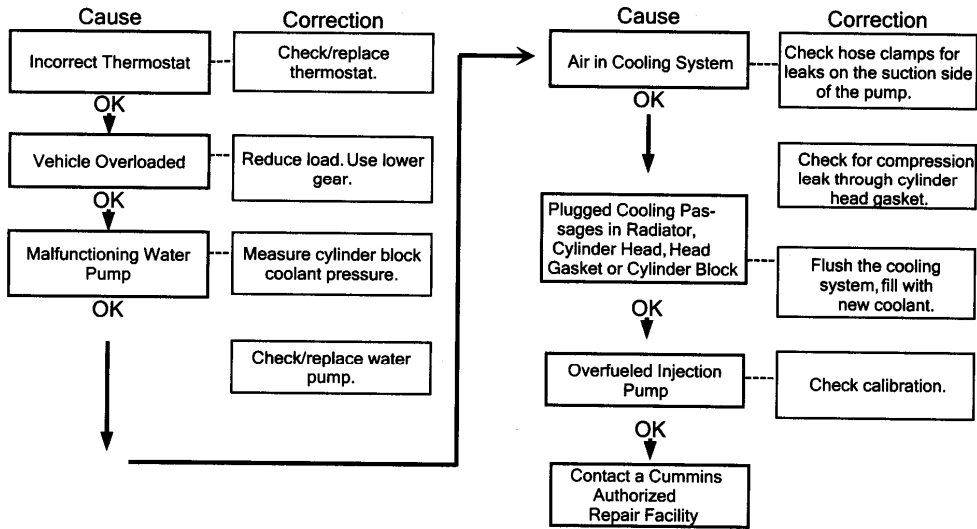 Cause
Correction
Incorrect Thermostat
Check/replace
thermostat.
OK
Vehicle Overloaded
Reduce load. Use lower
gear.
OK
Malfunctioning Water
Pump
Measure cylinder block
coolant pressure.
OK
Check/replace water
pump.
Cause
Correction
Air in Cooling System
Check hose clamps for
leaks on the suction side
of the pump.
OK
Check for compression
leak through cylinder
head gasket.
Plugged Cooling Pas-
sages in Radiator,
Cylinder Head, Head
Gasket or Cylinder Block
Flush the cooling
system, fill with
new coolant.
OK
Overfueled Injection
Pump
Check calibration.
OK
Contact a Cummins
Authorized
Repair Facility